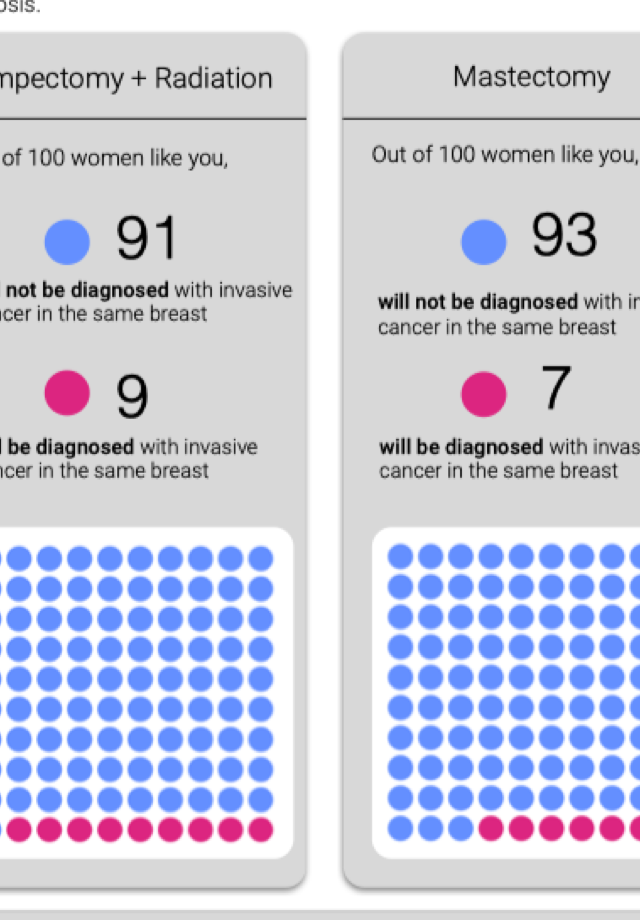 osis.
mpectomy + Radiation
of 100 women like you,
91
not be diagnosed with invasive
cer in the same breast
9
be diagnosed with invasive
cer in the same breast
Mastectomy
Out of 100 women like you,
93
will not be diagnosed with in
cancer in the same breast
7
will be diagnosed with invas
cancer in the same breast